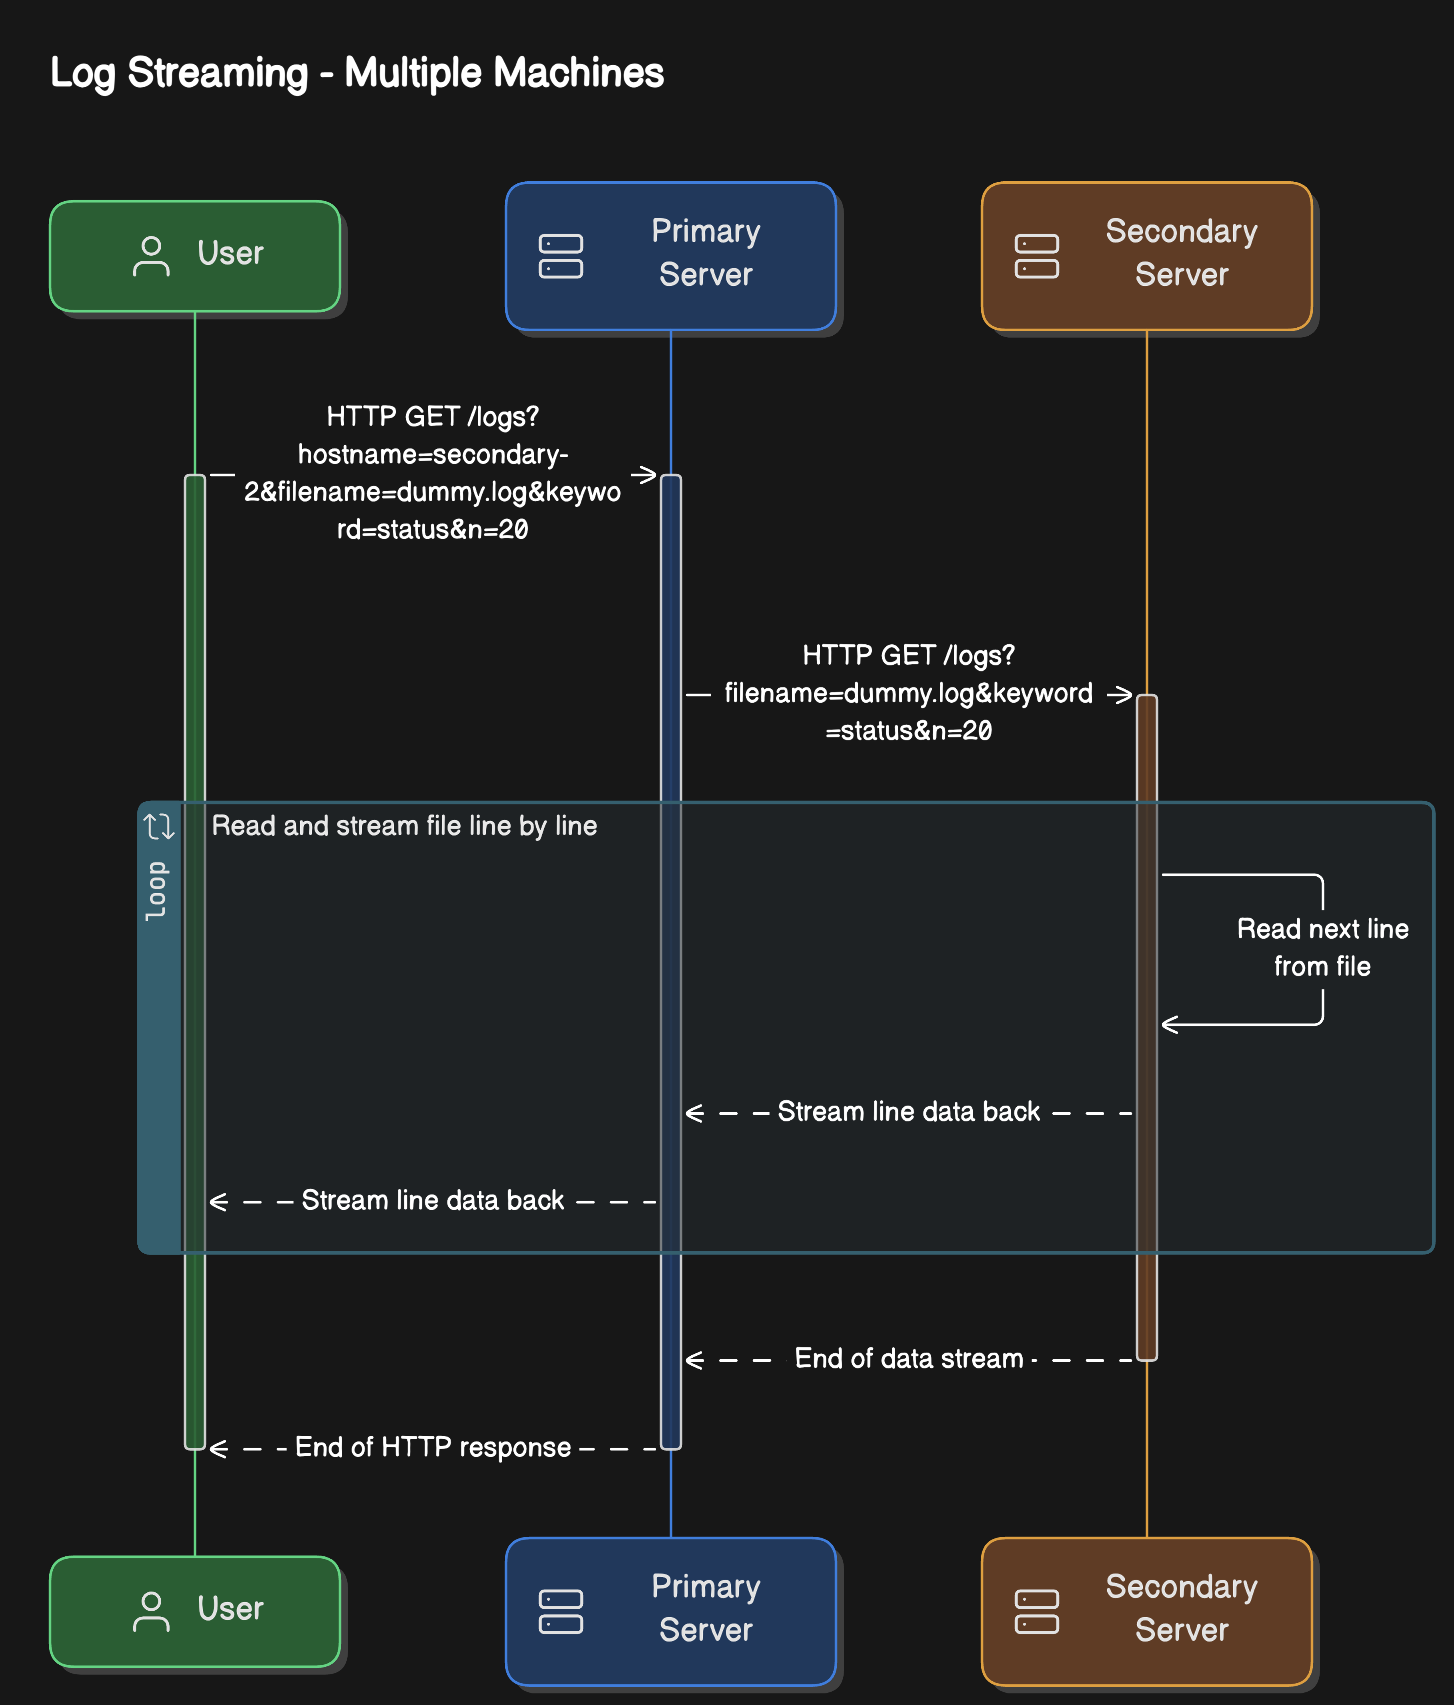 Log Streaming - Multiple Machines
User
Primary
Server
Secondary
Server
HTTP GET /logs?
hostname=secondary-
2&filename=dummy.log&keywo
rd=status&n=20
HTTP GET /logs?
filename=dummy.log&keyword
=status&n=20
loop
Read and stream file line by line
Read next line
from file
Stream line data back
Stream line data back
End of data stream
End of HTTP response
User
Primary
Server
Secondary
Server